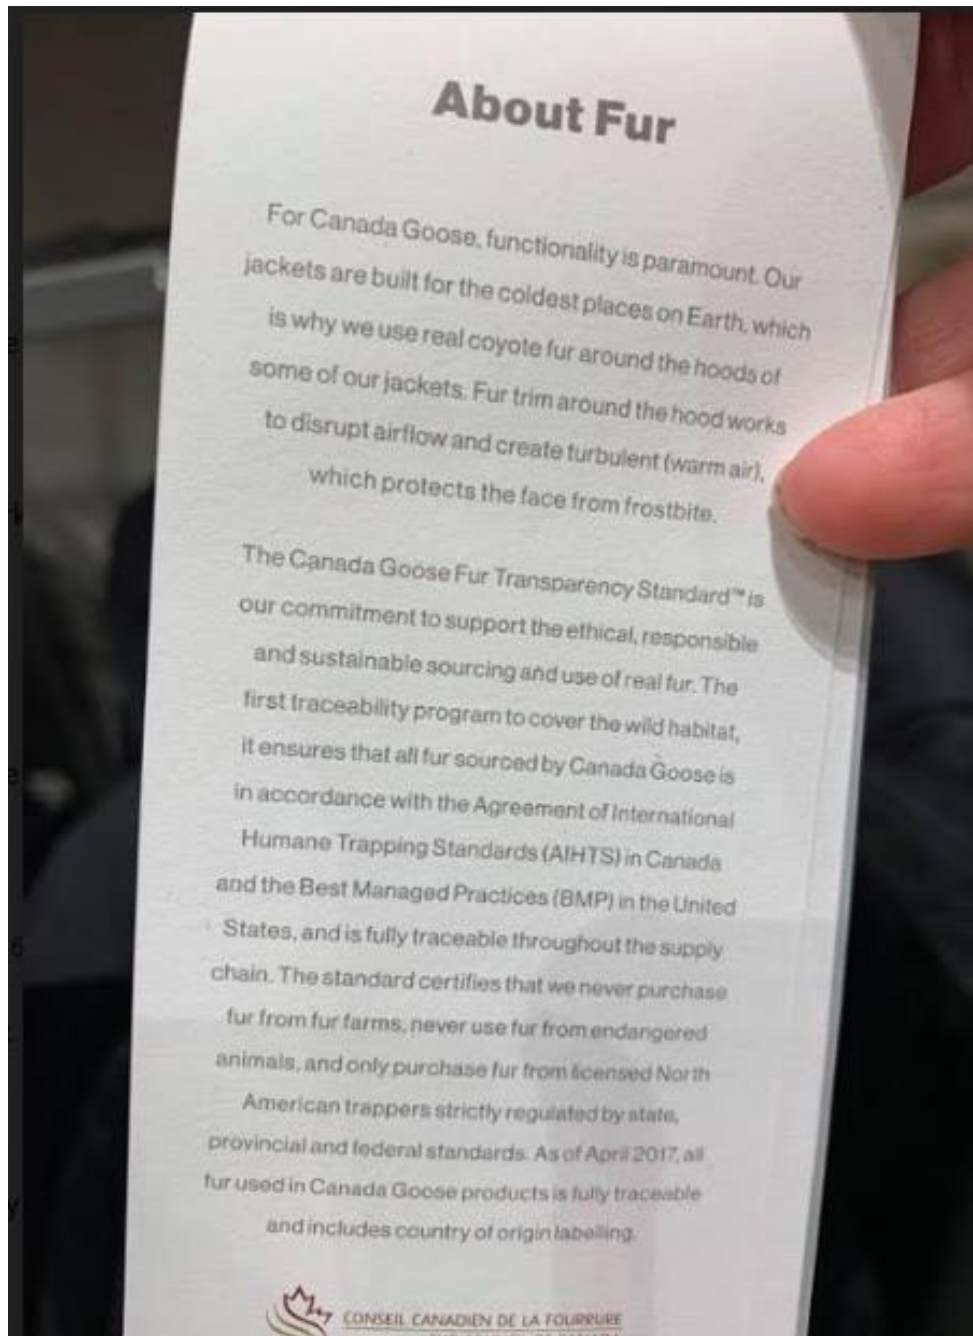 About Fur
For Canada Goose, functionality is paramount. Our
jackets are built for the coldest places on Earth, which
is why we use real coyote fur around the hoods of
some of our jackets. Fur trim around the hood works
to disrupt airflow and create turbulent (warm air),
which protects the face from frostbite.
The Canada Goose Fur Transparency Standard™ is
our commitment to support the ethical, responsible
and sustainable sourcing and use of real fur. The
first traceability program to cover the wild habitat,
it ensures that all fur sourced by Canada Goose is
in accordance with the Agreement of International
Humane Trapping Standards (AIHTS) in Canada
and the Best Managed Practices (BMP) in the United
States, and is fully traceable throughout the supply
chain. The standard certifies that we never purchase
fur from fur farms, never use fur from endangered
animals, and only purchase fur from licensed North
American trappers strictly regulated by state,
provincial and federal standards. As of April 2017, all
fur used in Canada Goose products is fully traceable
and includes country of origin labelling.
CONSEIL CANADIEN DE LA FOURRURE